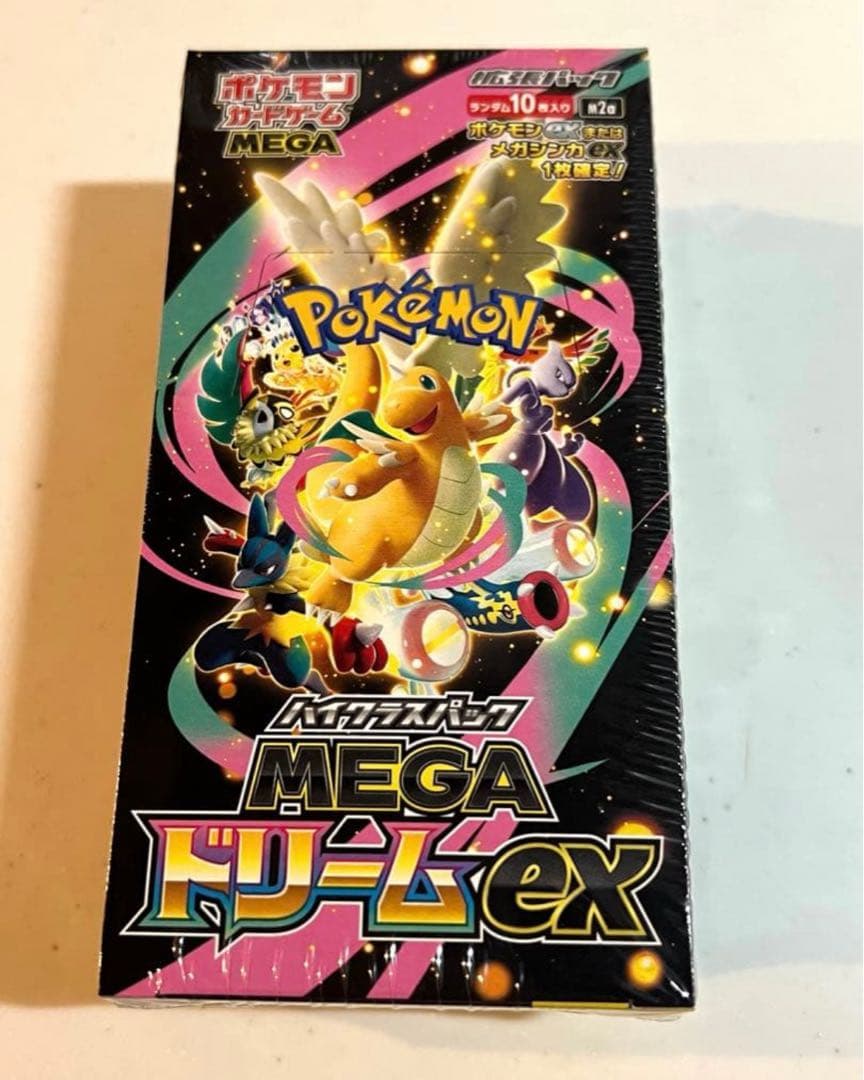 ポケモン
カードゲーム
MEGA
拡張パック
ランダム10枚入り M2a
ポケモンexまたは
メガシンカex
1枚確定!
POKéMON
ハイクラスパック
MEGA
ドリームex